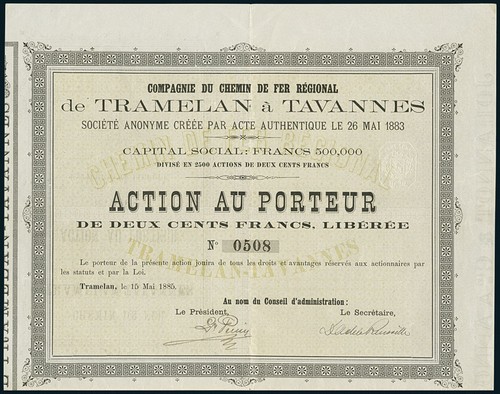 COMPAGNIE DU CHEMIN DE FER RÉGIONAL
de TRAMELAN à TAVANNES
SOCIÉTÉ ANONYME CRÉÉE PAR ACTE AUTHENTIQUE LE 26 MAI 1883
CAPITAL SOCIAL: FRANCS 500,000
DIVISÉ EN 2500 ACTIONS DE DEUX CENTS FRANCS
ACTION AU PORTEUR
DE DEUX CENTS FRANCS, LIBÉRÉE
No 0508
TRAMELAN-TAVANNES
Le porteur de la présente action jouira de tous les droits et avantages réservés aux actionnaires par
les statuts et par la Loi.
Tramelan, le 15 Mai 1885.
Au nom du Conseil d'administration:
Le Président, Le Secrétaire,